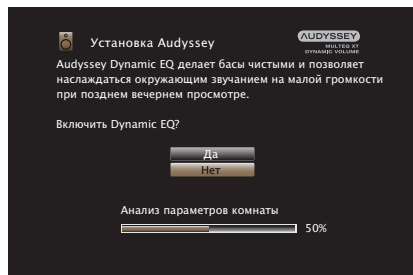 Установка Audyssey
AUDYSSEY
MULTEQ XT
DYNAMIC VOLUME
Audyssey Dynamic EQ делает басы чистыми и позволяет
наслаждаться окружающим звучанием на малой громкости
при позднем вечернем просмотре.
Включить Dynamic EQ?
Да
Нет
Анализ параметров комнаты
50%